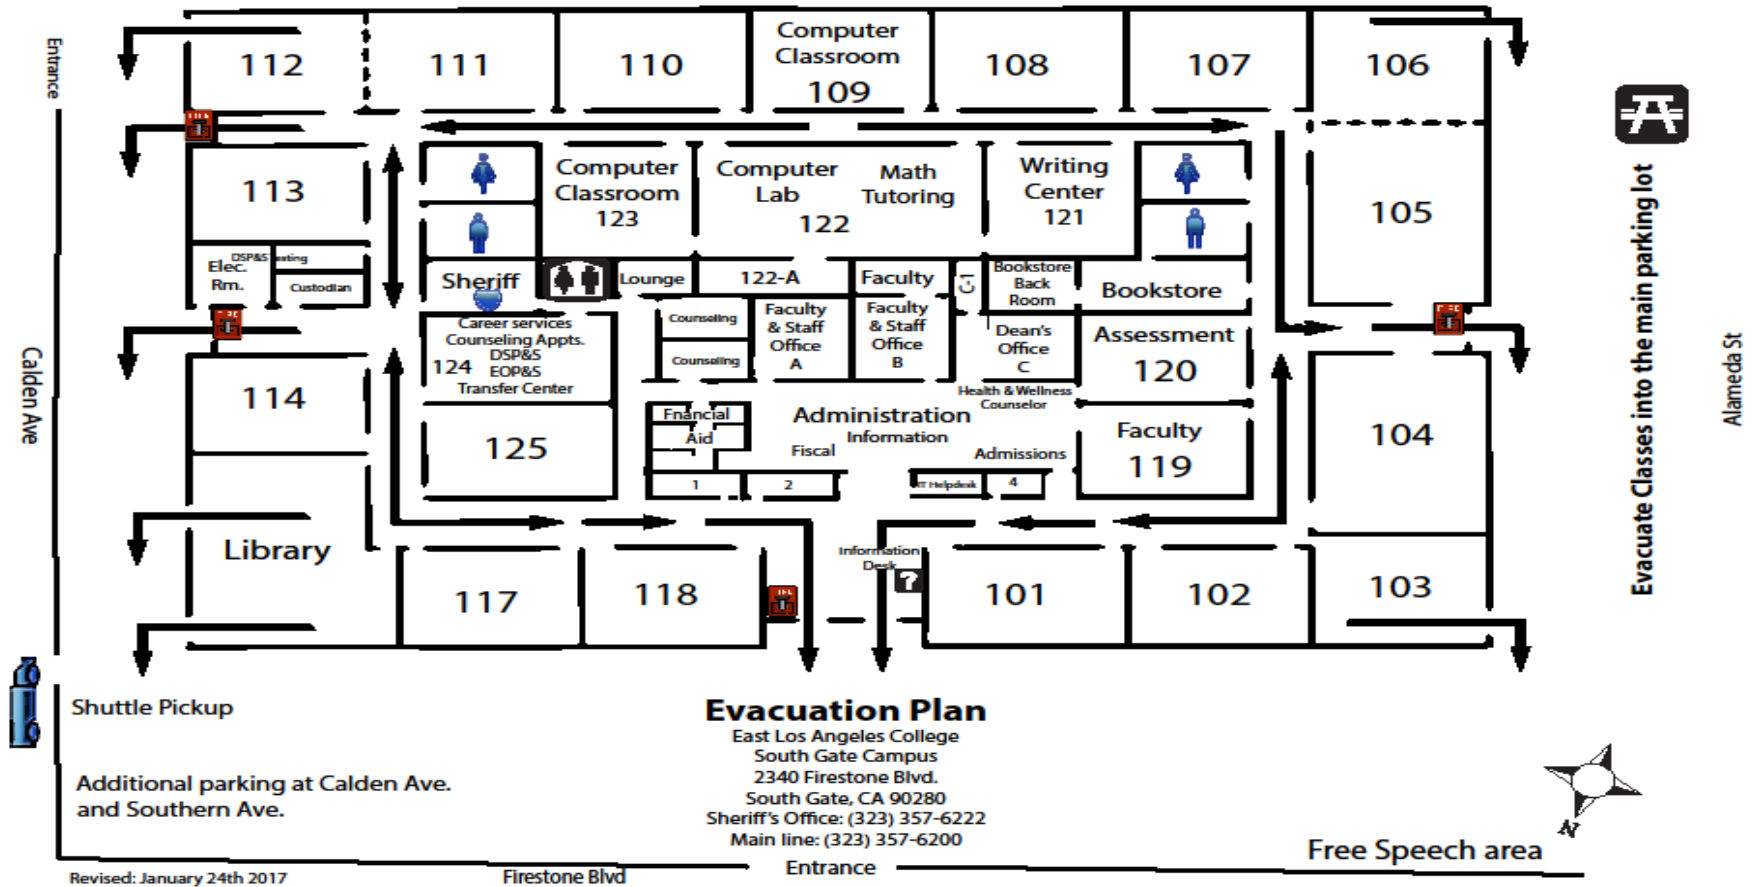 Entrance
112
111
110
Computer
Classroom
109
108
107
106
113
Computer
Classroom
123
Computer
Lab
Math
Tutoring
122
Writing
Center
121
105
DSP&S
Elec.
Rm.
Custodian
Sheriff
Lounge
122-A
Faculty
C-1
Bookstore
Back
Room
Bookstore
Career services
Counseling Appts.
124
DSP&S
EOP&S
Transfer Center
Counseling
Counseling
Faculty
& Staff
Office
A
Faculty
& Staff
Office
B
Dean's
Office
C
Assessment
120
Health & Wellness
Counselor
114
125
Fnancial
Aid
Administration
Information
Fiscal
Admissions
Faculty
119
104
1
2
IT Helpdesk
4
Library
117
118
Information
Desk
?
101
102
103
Calden Ave
Evacuate Classes into the main parking lot
Alameda St
Shuttle Pickup
Additional parking at Calden Ave.
and Southern Ave.
Evacuation Plan
East Los Angeles College
South Gate Campus
2340 Firestone Blvd.
South Gate, CA 90280
Sheriff's Office: (323) 357-6222
Main line: (323) 357-6200
N
Free Speech area
Revised: January 24th 2017
Firestone Blvd
Entrance